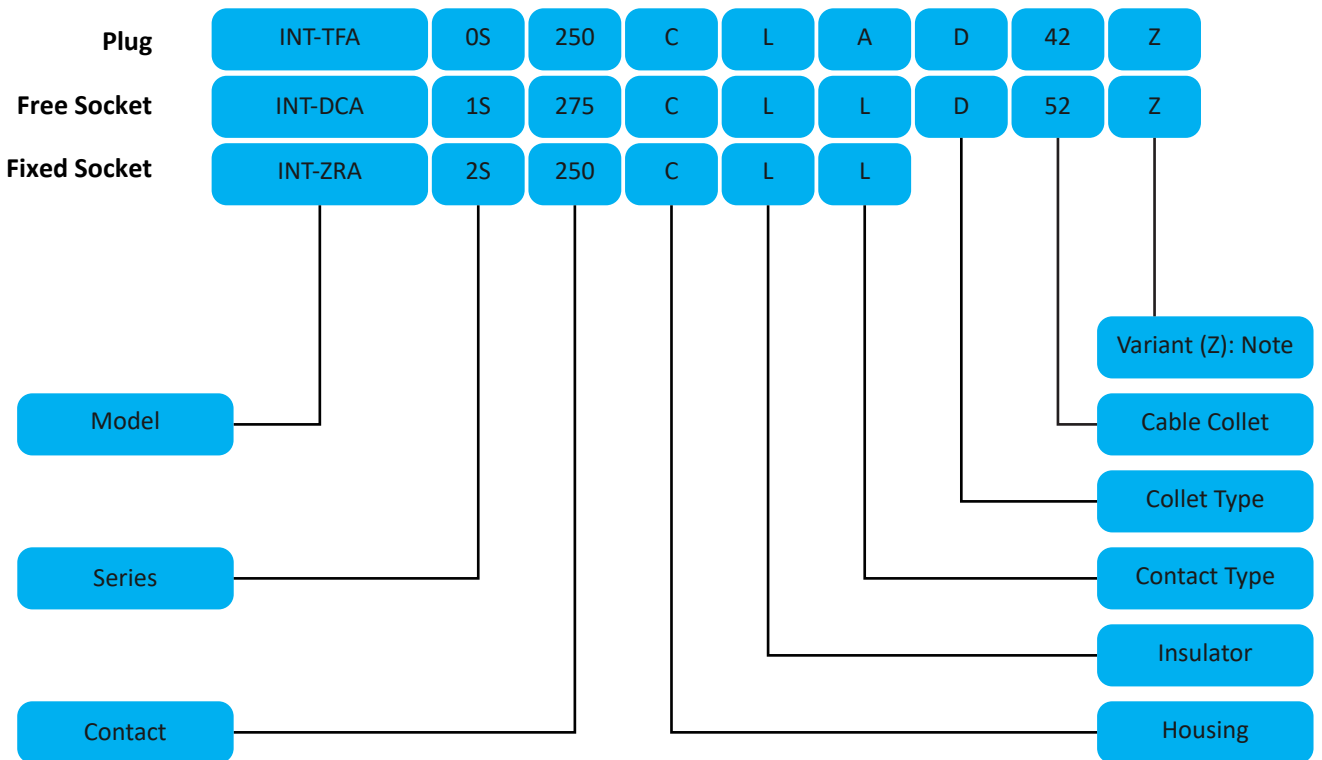 Plug INT-TFA 0S 250 C L A D 42 Z
Free Socket INT-DCA 1S 275 C L L D 52 Z
Fixed Socket INT-ZRA 2S 250 C L L
Variant (Z): Note
Model
Cable Collet
Collet Type
Series
Contact Type
Insulator
Contact
Housing